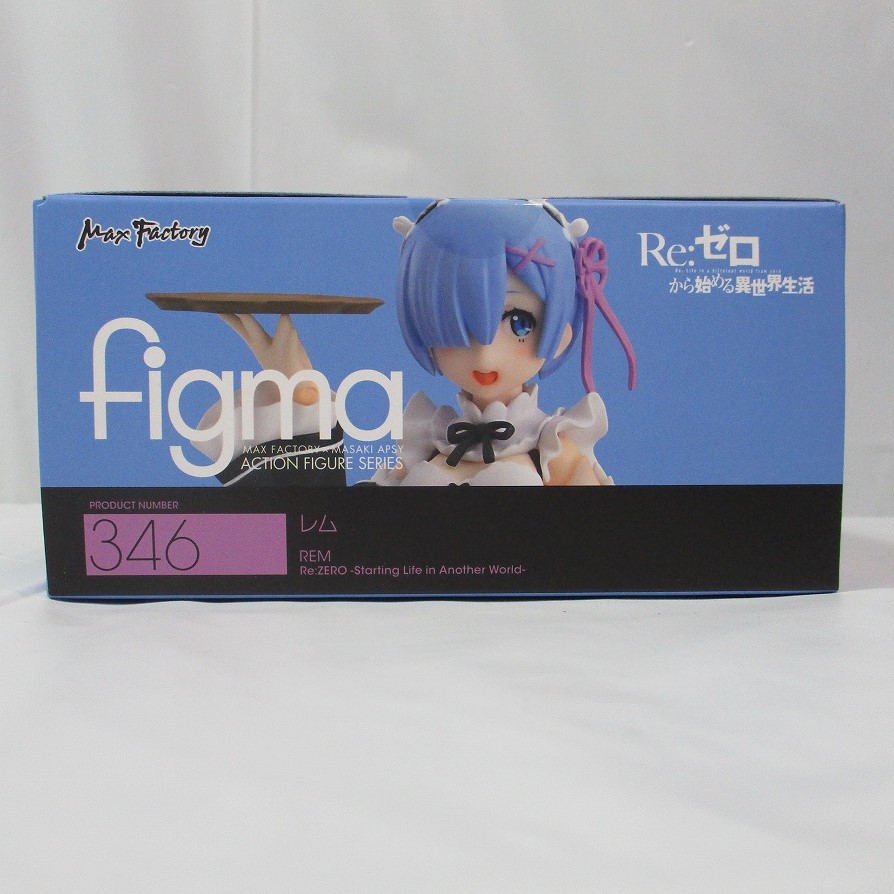 Max Factory
Re:ゼロ
Re: Life in a different world from zero
から始める異世界生活
figma
MAX FACTORY × MASAKI APSY
ACTION FIGURE SERIES
PRODUCT NUMBER
346
レム
REM
Re:ZERO -Starting Life in Another World-